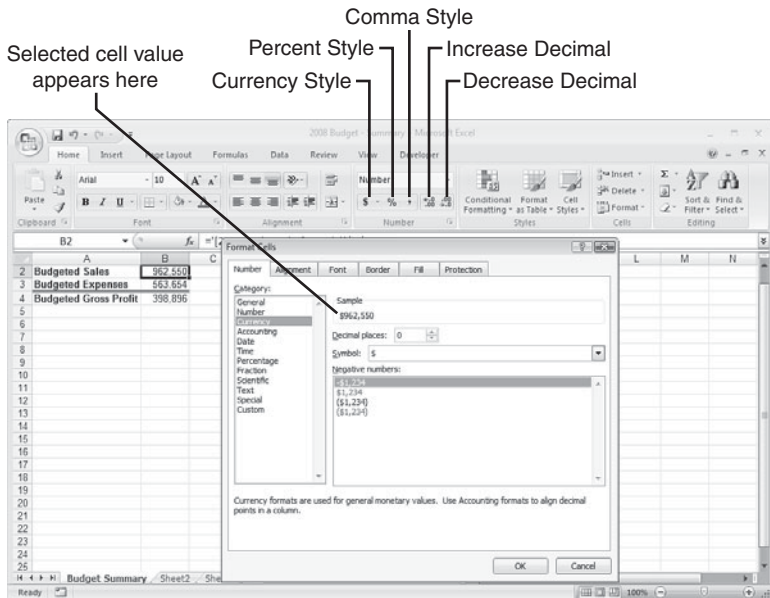 Comma Style
Selected cell value
appears here
Percent Style
Increase Decimal
Currency Style
Decrease Decimal
2008 Budget - Summary - Microsoft Excel
Home Insert Page Layout Formulas Data Review View Developer
Paste
Arial 10
B I U
Number
$ % ,
Conditional Formatting
Format as Table
Cell Styles
Insert
Delete
Format
Σ
Sort & Filter
Find & Select
Clipboard Font Alignment Number Styles Cells Editing
B2 fx
Format Cells
A B C L M N
2 Budgeted Sales 962,550
3 Budgeted Expenses 563,654
4 Budgeted Gross Profit 398,896
5
6
7
8
9
10
11
12
13
14
15
16
17
18
19
20
21
22
23
24
25
Number Alignment Font Border Fill Protection
Category:
General
Number
Currency
Accounting
Date
Time
Percentage
Fraction
Scientific
Text
Special
Custom
Sample
$962,550
Decimal places: 0
Symbol: $
Negative numbers:
-$1,234
$1,234
($1,234)
($1,234)
Currency formats are used for general monetary values. Use Accounting formats to align decimal
points in a column.
OK Cancel
Budget Summary Sheet2 She
Ready 100%